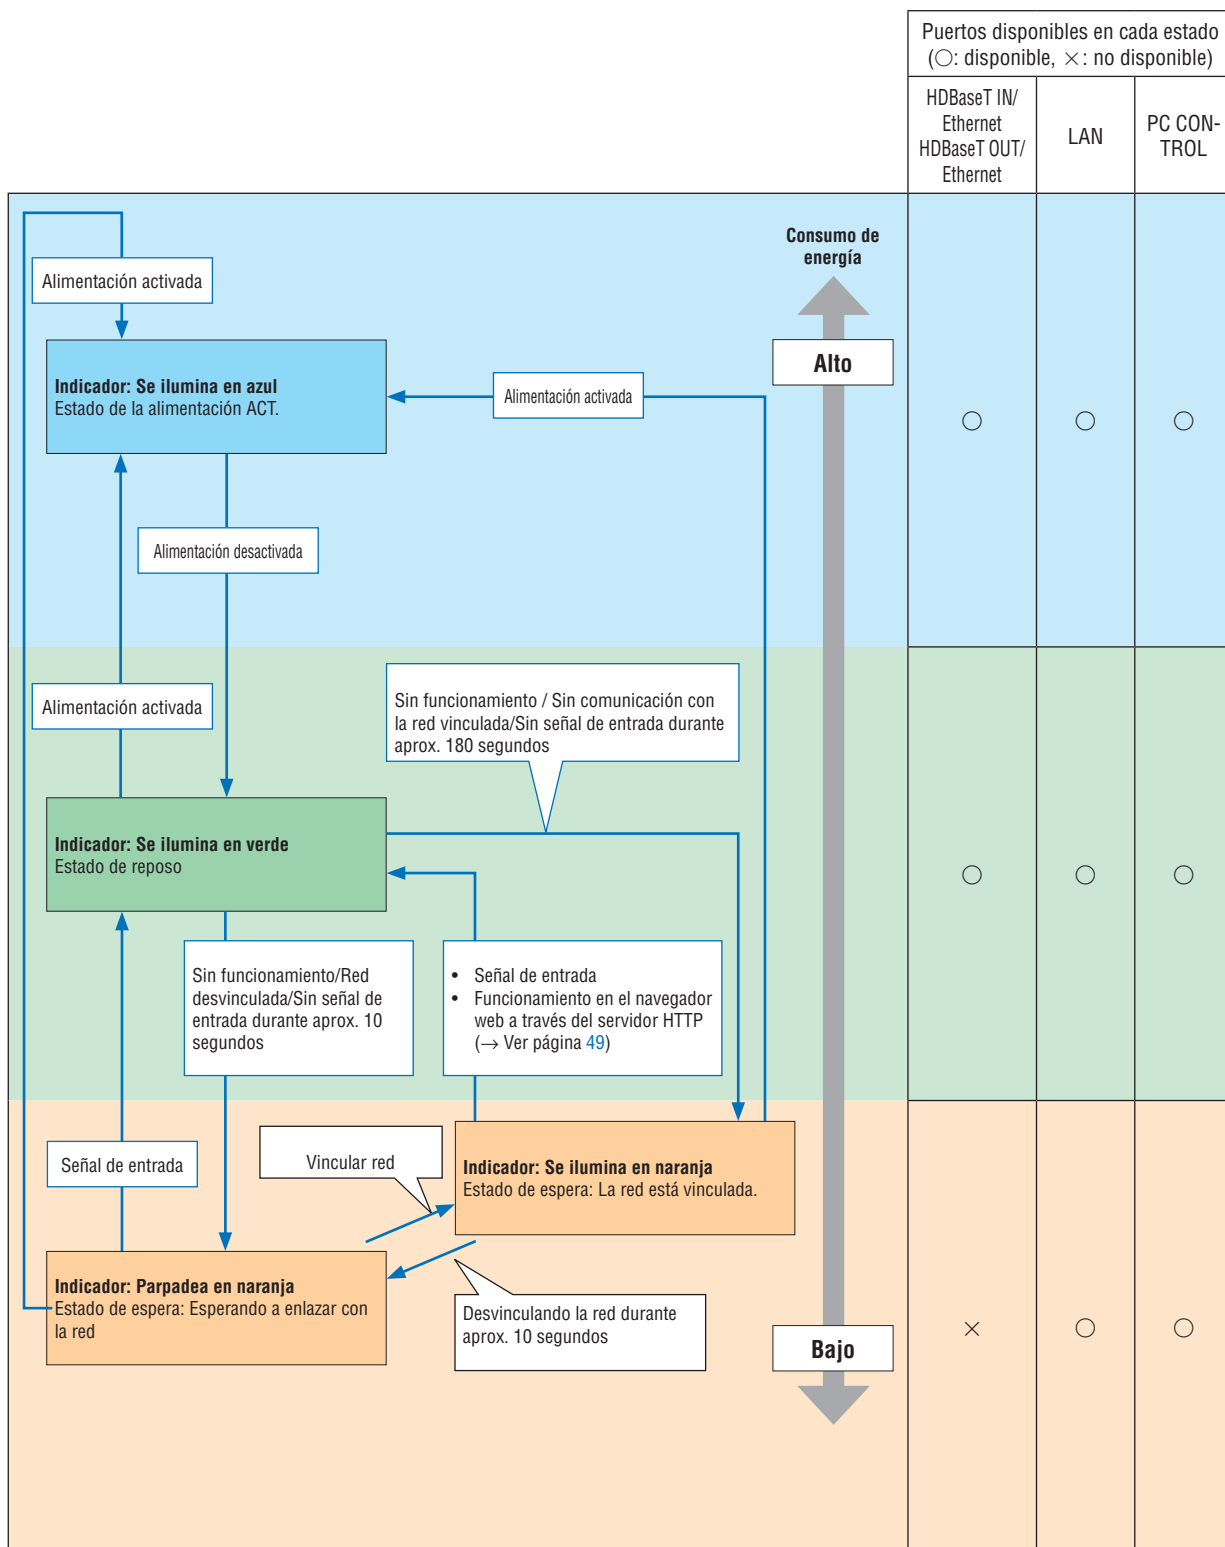 Puertos disponibles en cada estado
(○: disponible, ×: no disponible)
HDBaseT IN/
Ethernet
HDBaseT OUT/
Ethernet
LAN
PC CON-
TROL
Consumo de
energía
Alimentación activada
Alto
Indicador: Se ilumina en azul
Estado de la alimentación ACT.
Alimentación activada
○ ○ ○
Alimentación desactivada
Alimentación activada
Sin funcionamiento / Sin comunicación con
la red vinculada/Sin señal de entrada durante
aprox. 180 segundos
Indicador: Se ilumina en verde
Estado de reposo
○ ○ ○
Sin funcionamiento/Red
desvinculada/Sin señal de
entrada durante aprox. 10
segundos
• Señal de entrada
• Funcionamiento en el navegador
web a través del servidor HTTP
(→ Ver página 49)
Señal de entrada
Vincular red
Indicador: Se ilumina en naranja
Estado de espera: La red está vinculada.
Indicador: Parpadea en naranja
Estado de espera: Esperando a enlazar con
la red
Desvinculando la red durante
aprox. 10 segundos
Bajo
× ○ ○